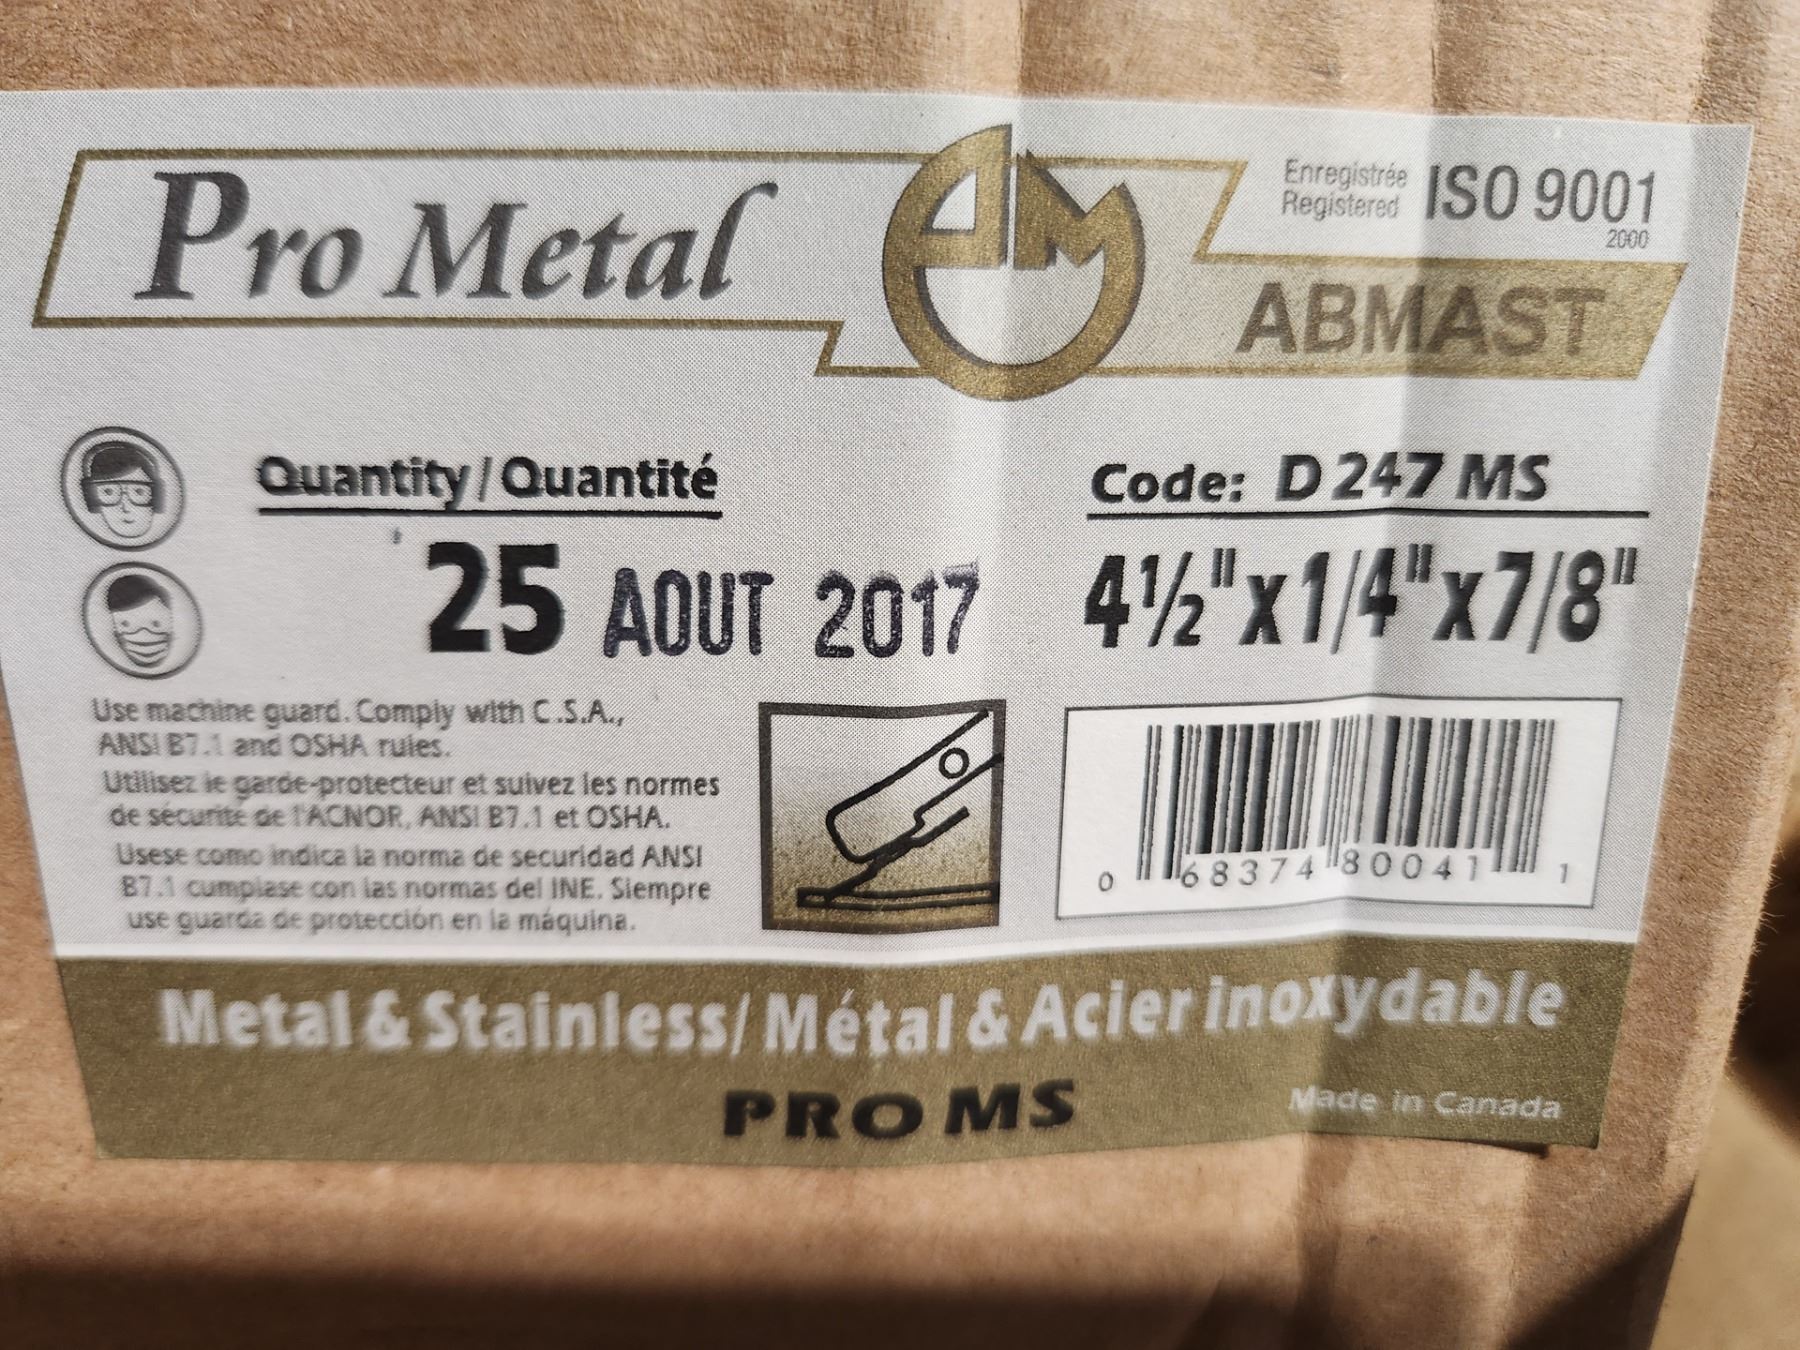 Pro Metal
Enregistrée
Registered
ISO 9001
2000
ABMAST
Quantity / Quantité
25 AOUT 2017
Code: D 247 MS
4½"x1/4"x7/8"
Use machine guard. Comply with C.S.A.,
ANSI B7.1 and OSHA rules.
Utilisez le garde-protecteur et suivez les normes
de sécurité de l'ACNOR, ANSI B7.1 et OSHA.
Usese como indica la norma de securidad ANSI
B7.1 cumplase con las normas del INE. Siempre
use guarda de protección en la máquina.
0 68374 80041 1
Metal & Stainless/ Métal & Acier inoxydable
PRO MS
Made in Canada